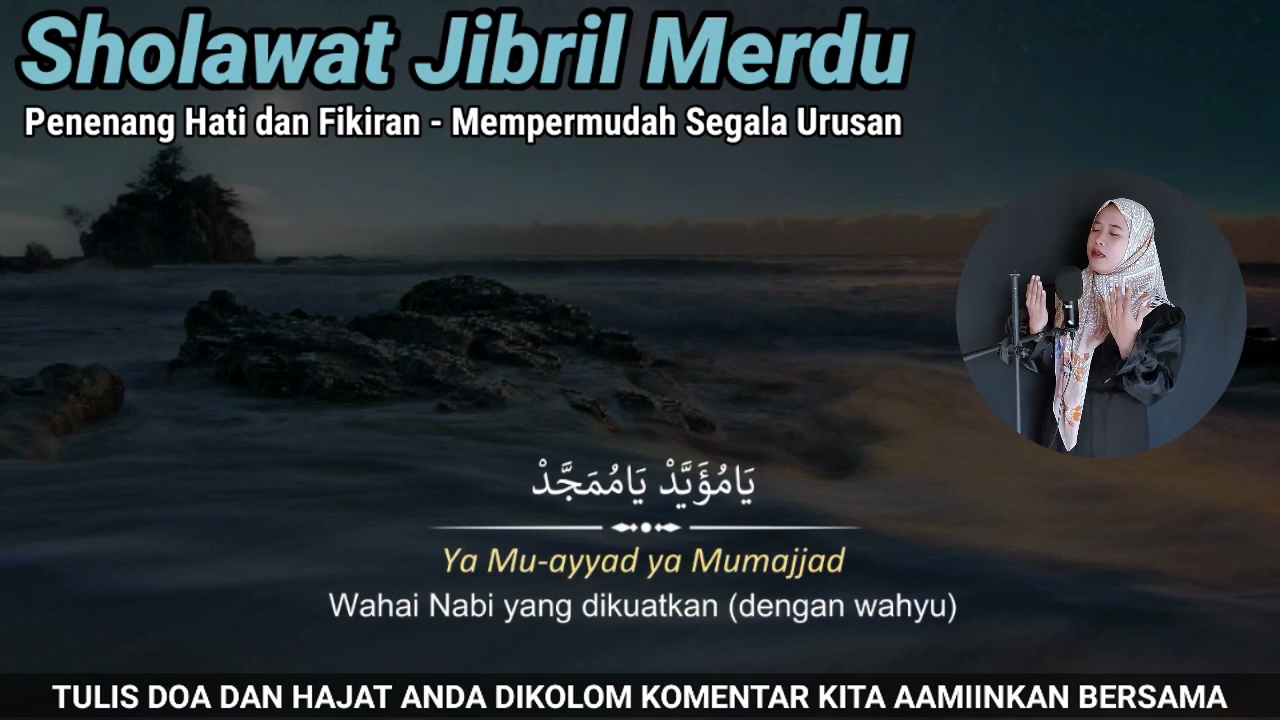 Sholawat Jibril Merdu
Penenang Hati dan Fikiran - Mempermudah Segala Urusan
يَامُؤَيَّدْ يَامُمَجَّدْ
Ya Mu-ayyad ya Mumajjad
Wahai Nabi yang dikuatkan (dengan wahyu)
TULIS DOA DAN HAJAT ANDA DIKOLOM KOMENTAR KITA AAMIINKAN BERSAMA